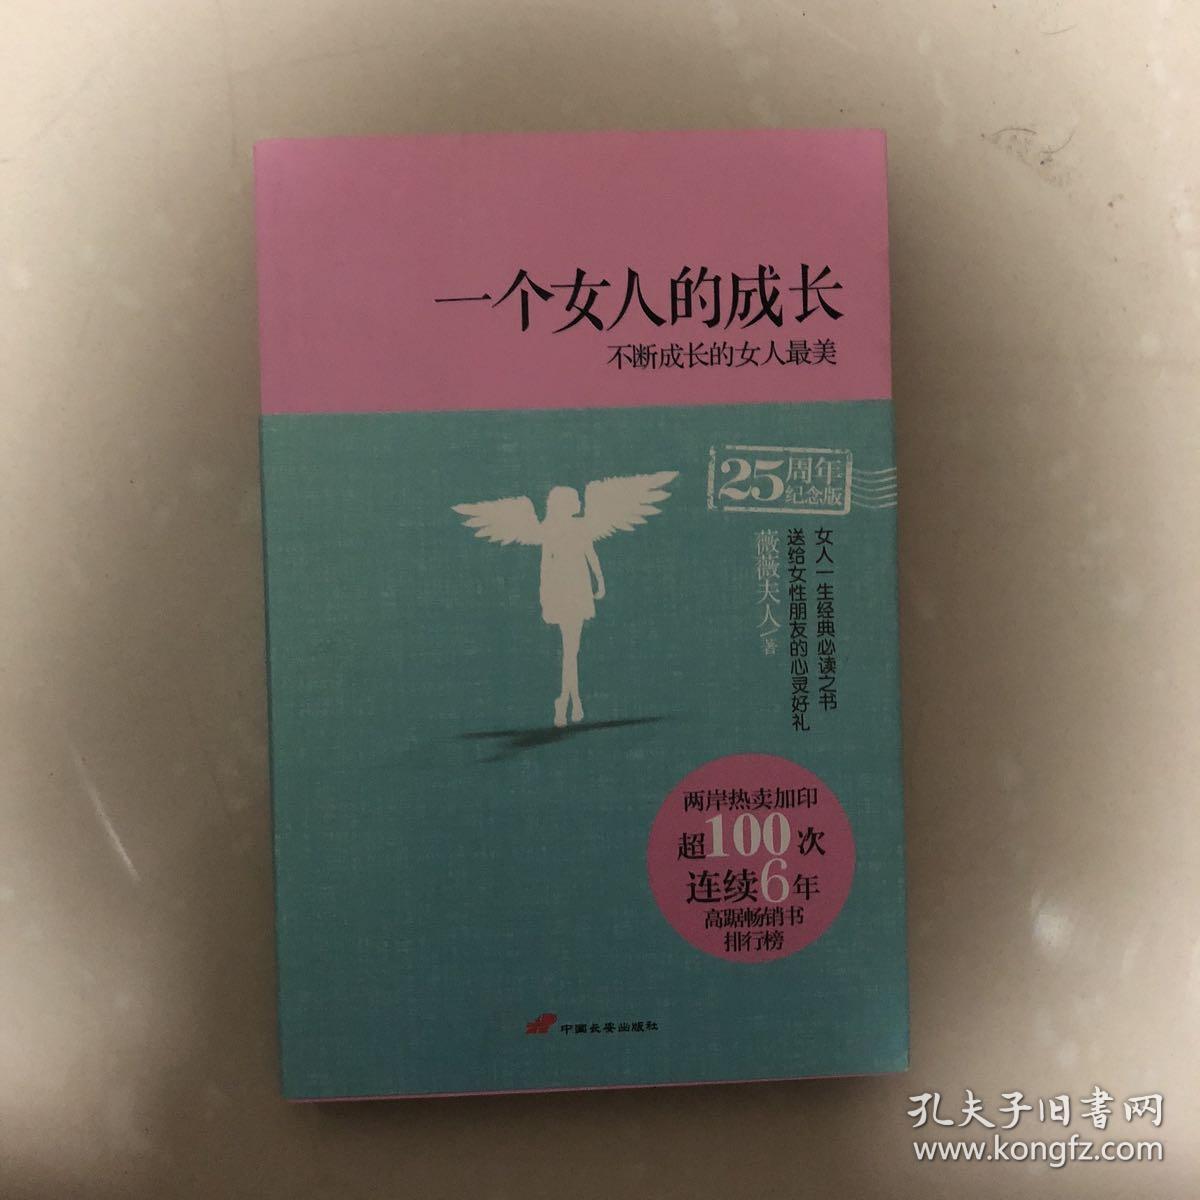 一个女人的成长
不断成长的女人最美
25周年
纪念版
女人一生经典必读之书
送给女性朋友的心灵好礼
薇薇夫人/著
两岸热卖加印
超100次
连续6年
高踞畅销书
排行榜
中国长安出版社
孔夫子旧書网
www.kongfz.com